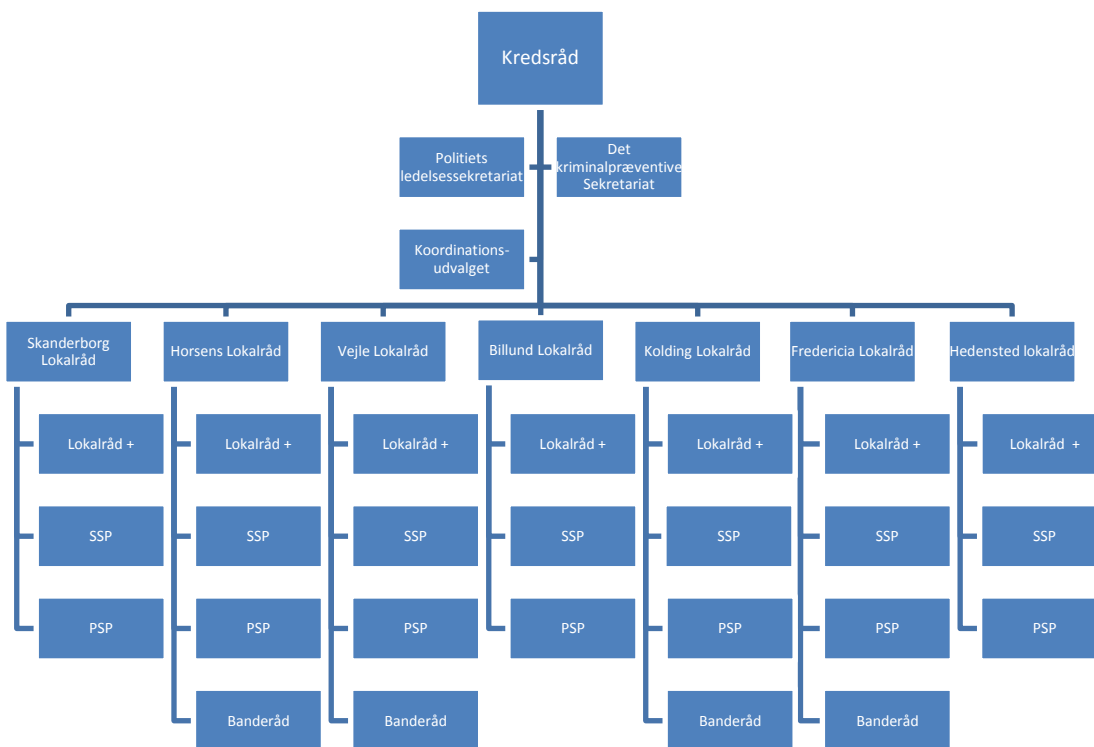 Kredsråd
Politiets
ledelsessekretariat
Det
kriminalpræventive
Sekretariat
Koordinations-
udvalget
Skanderborg
Lokalråd
Horsens Lokalråd
Vejle Lokalråd
Billund Lokalråd
Kolding Lokalråd
Fredericia Lokalråd
Hedensted lokalråd
Lokalråd +
Lokalråd +
Lokalråd +
Lokalråd +
Lokalråd +
Lokalråd +
Lokalråd +
SSP
SSP
SSP
SSP
SSP
SSP
SSP
PSP
PSP
PSP
PSP
PSP
PSP
PSP
Banderåd
Banderåd
Banderåd
Banderåd